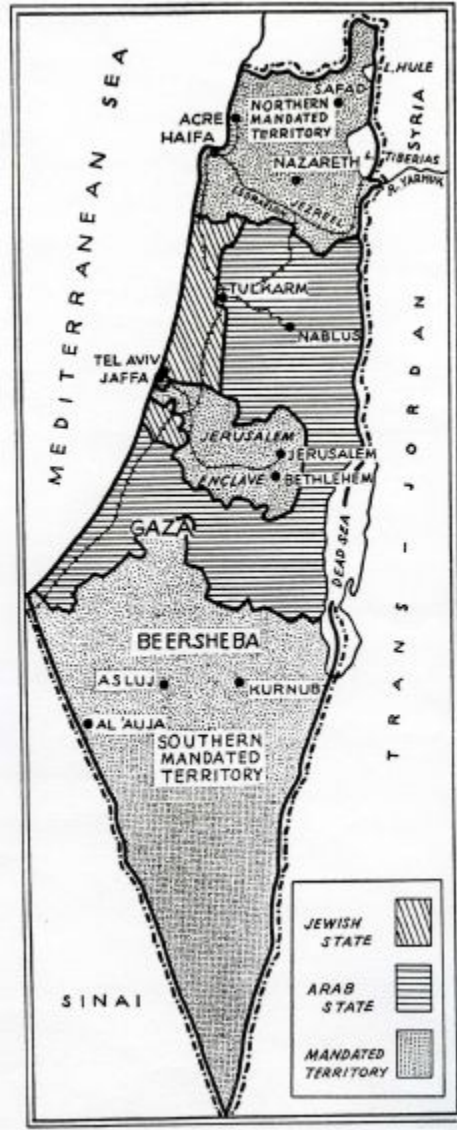 MEDITERRANEAN SEA
L. HULE
SAFAD
SYRIA
NORTHERN
MANDATED
TERRITORY
ACRE
HAIFA
NAZARETH
L.
TIBERIAS
R. YARMUK
ESDRAELON
JEZREEL
TULKARM
NABLUS
TEL AVIV
JAFFA
JERUSALEM
ENCLAVE
JERUSALEM
BETHLEHEM
GAZA
DEAD SEA
TRANS - JORDAN
BEERSHEBA
ASLUJ
KURNUB
AL 'AUJA
SOUTHERN
MANDATED
TERRITORY
SINAI
JEWISH
STATE
ARAB
STATE
MANDATED
TERRITORY